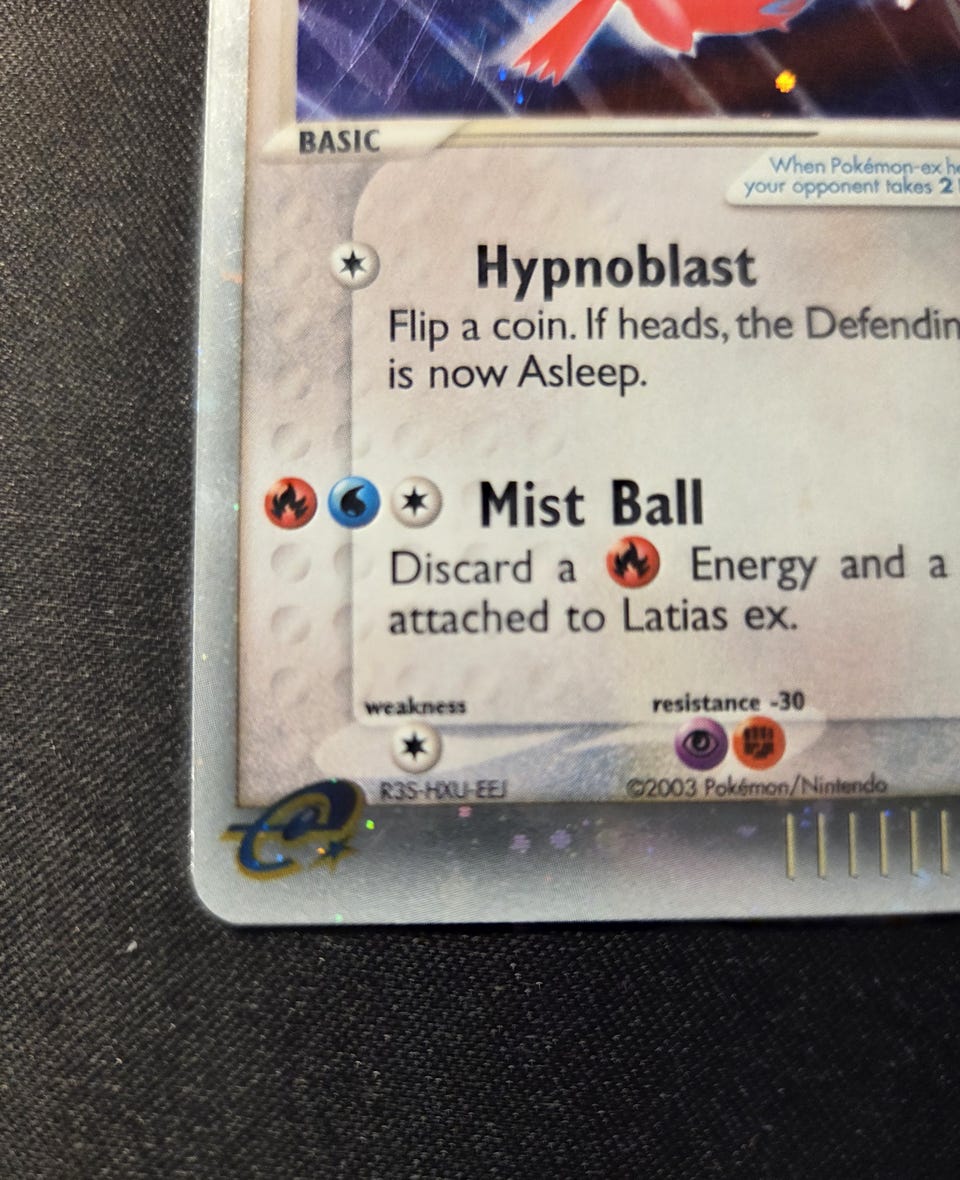 BASIC
When Pokémon-ex h
your opponent takes 2
Hypnoblast
Flip a coin. If heads, the Defendin
is now Asleep.
Mist Ball
Discard a Energy and a
attached to Latias ex.
weakness
resistance -30
R3S-HXU-EEJ
©2003 Pokémon/Nintendo
e